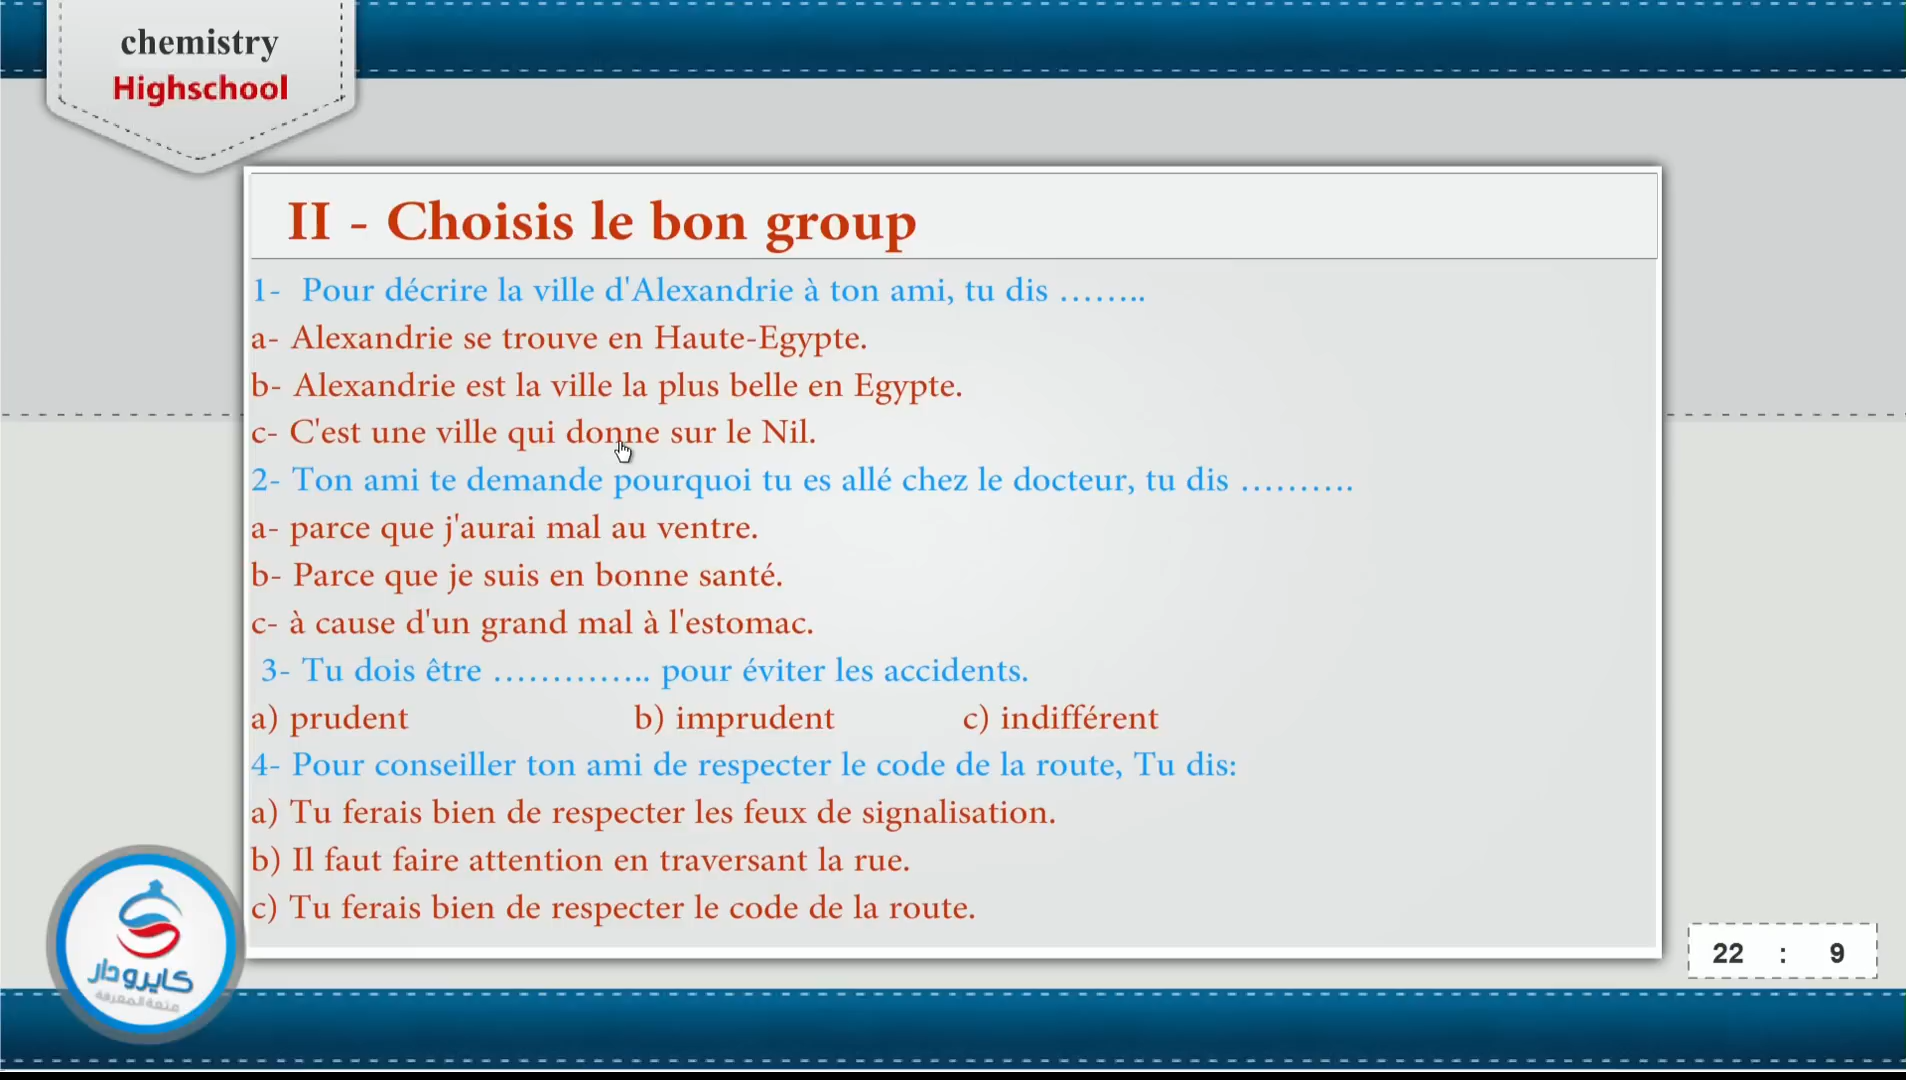 chemistry
Highschool
II - Choisis le bon group
1- Pour décrire la ville d'Alexandrie à ton ami, tu dis ……..
a- Alexandrie se trouve en Haute-Egypte.
b- Alexandrie est la ville la plus belle en Egypte.
c- C'est une ville qui donne sur le Nil.
2- Ton ami te demande pourquoi tu es allé chez le docteur, tu dis ……….
a- parce que j'aurai mal au ventre.
b- Parce que je suis en bonne santé.
c- à cause d'un grand mal à l'estomac.
3- Tu dois être ………….. pour éviter les accidents.
a) prudent b) imprudent c) indifférent
4- Pour conseiller ton ami de respecter le code de la route, Tu dis:
a) Tu ferais bien de respecter les feux de signalisation.
b) Il faut faire attention en traversant la rue.
c) Tu ferais bien de respecter le code de la route.
كايرودار
متعة المعرفة
22 : 9